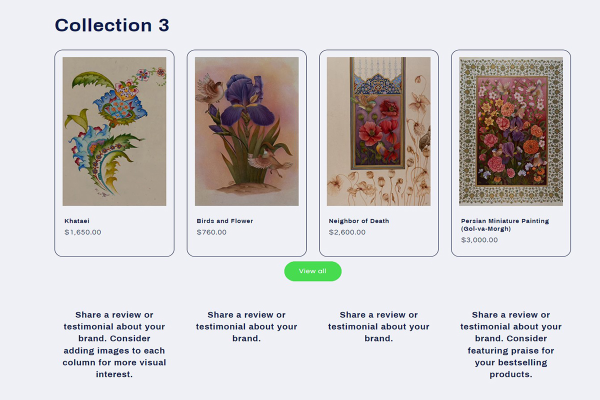 Collection 3
Khataei
$1,650.00
Birds and Flower
$760.00
Neighbor of Death
$2,600.00
Persian Miniature Painting
(Gol-va-Morgh)
$3,000.00
View all
Share a review or
testimonial about your
brand. Consider
adding images to each
column for more visual
interest.
Share a review or
testimonial about your
brand.
Share a review or
testimonial about your
brand.
Share a review or
testimonial about your
brand. Consider
featuring praise for
your bestselling
products.